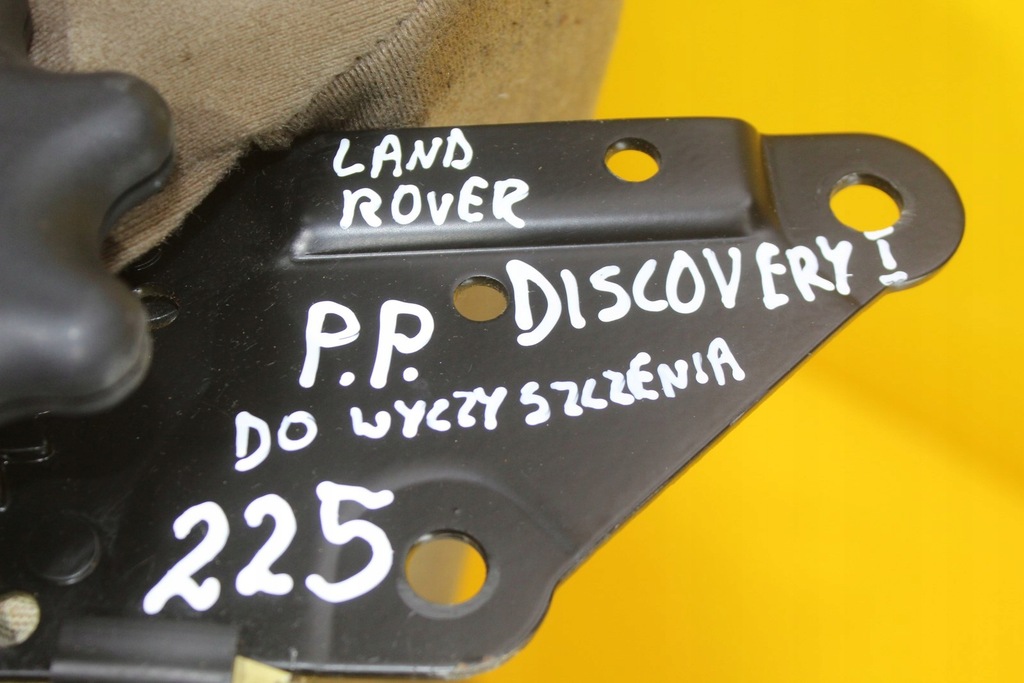 LAND
ROVER
DISCOVERY I
P.P.
DO WYCZYSZCZENIA
225